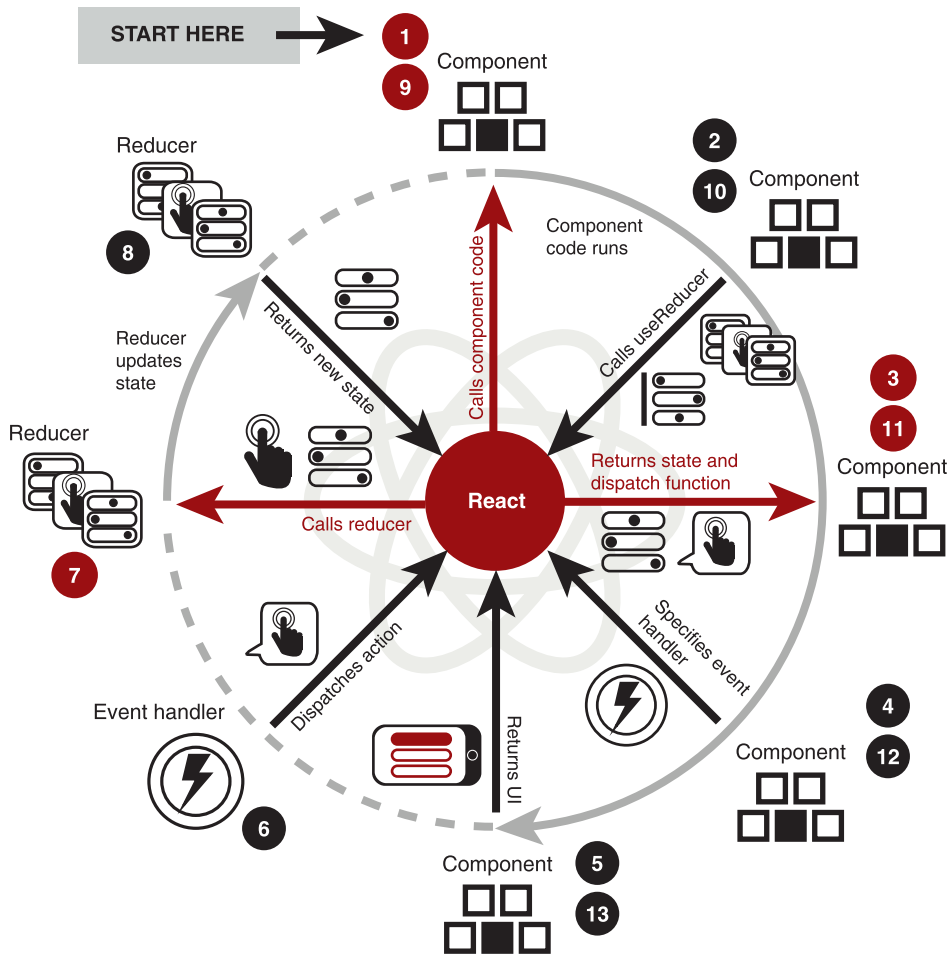 START HERE
1
9
Component
2
10
Component
Component
code runs
Calls component code
Calls useReducer
3
11
Component
Returns state and
dispatch function
React
Specifies event
handler
4
12
Component
Returns UI
Component
5
13
Event handler
6
Dispatches action
Reducer
7
Calls reducer
Reducer
updates
state
Reducer
8
Returns new state